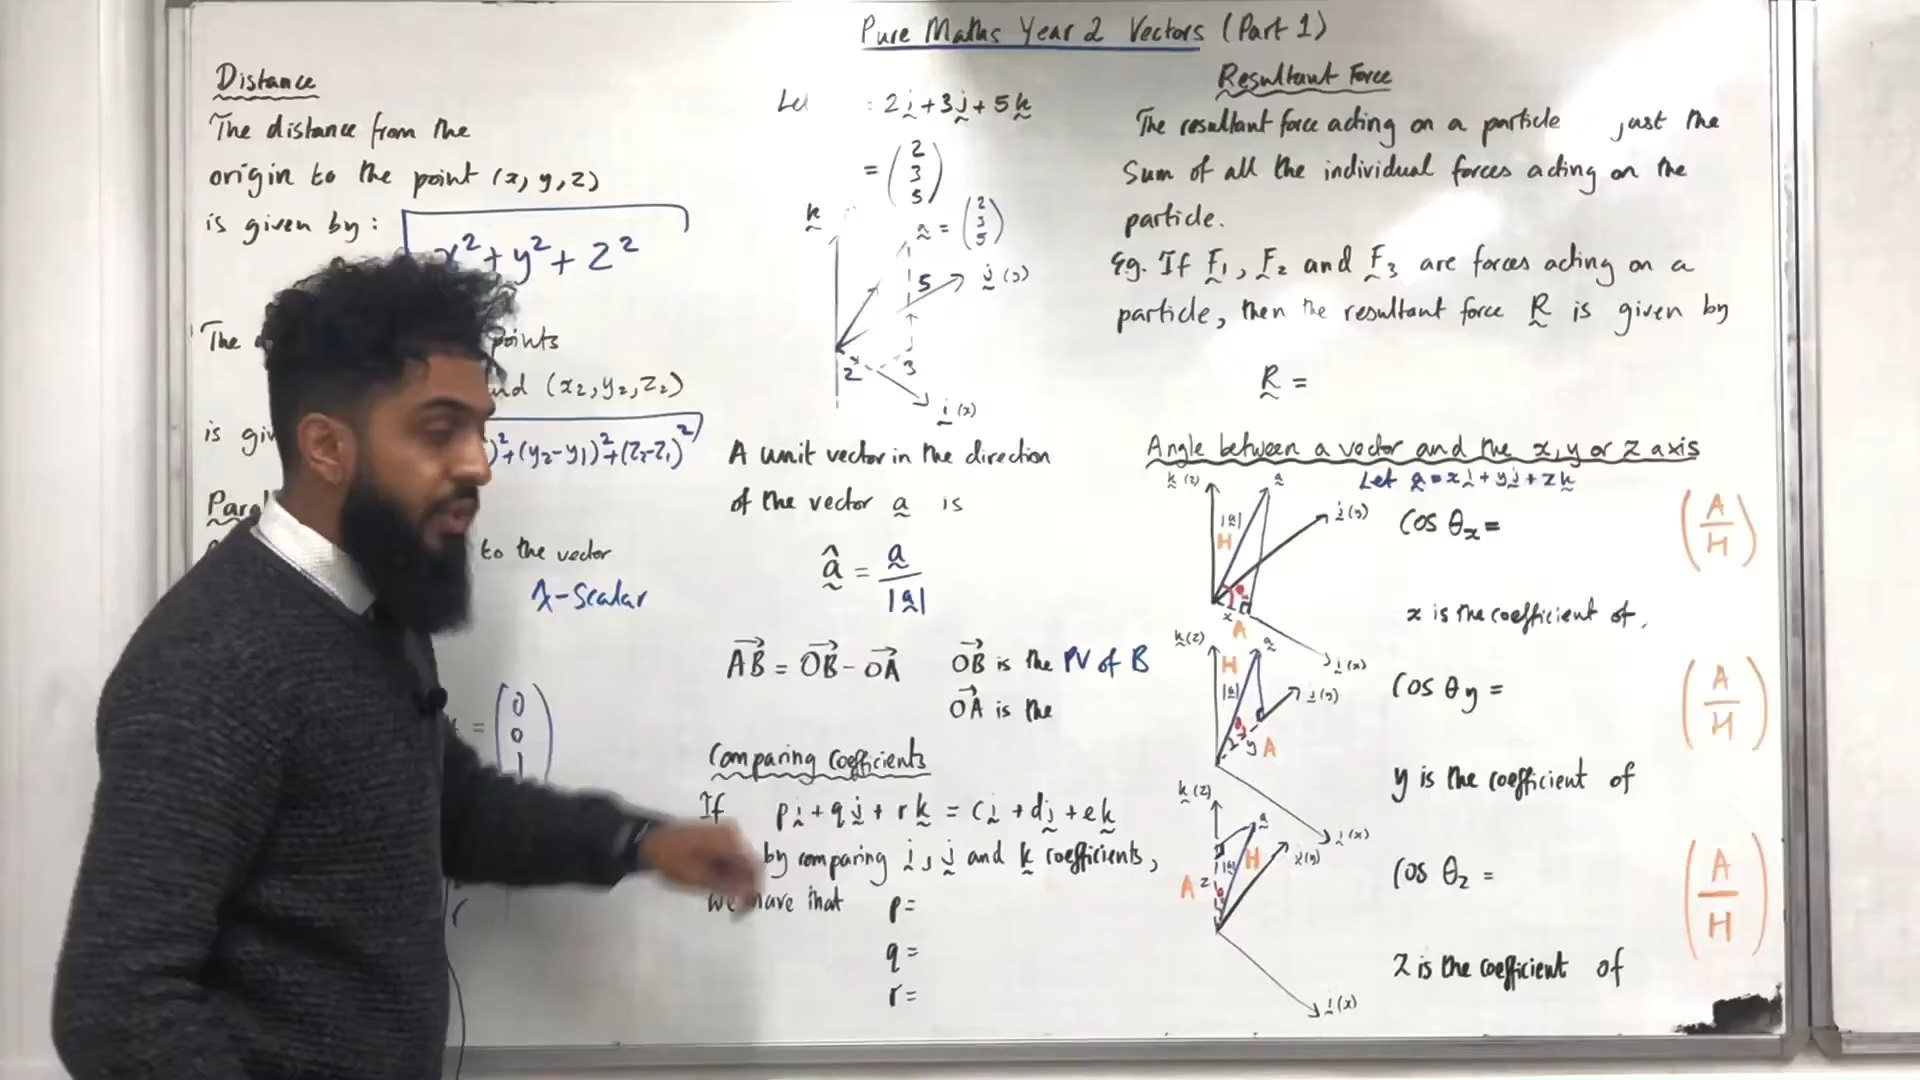 Pure Maths Year 2 Vectors (Part 1)
Distance
The distance from the
origin to the point (x, y, z)
is given by:
x² + y² + z²
The points
and (x₂, y₂, z₂)
is
)² + (y₂ - y₁)² + (z₂ - z₁)²
to the vector
λ - Scalar
= (0
0
1
r
: 2i + 3j + 5k
= (2
3
5)
k
a = (2
3
5)
5
j (y)
2
3
i (x)
A unit vector in the direction
of the vector a is
â = a
|a|
AB = OB - OA
OB is the PV of B
OA is the
Comparing Coefficients
If pi + qj + rk = ci + dj + ek
by comparing i, j and k coefficients,
we have that p =
q =
r =
Resultant Force
The resultant force acting on a particle just the
Sum of all the individual forces acting on the
particle.
Eg. If F₁, F₂ and F₃ are forces acting on a
particle, then the resultant force R is given by
R =
Angle between a vector and the x, y or z axis
Let a = xi + yj + zk
k (z)
a
|a|
H
j (y)
x
A
i (x)
Cos θx =
(A
H)
x is the coefficient of
k (z)
H
a
|a|
j (y)
y
A
i (x)
Cos θy =
(A
H)
y is the coefficient of
k (z)
a
|a|
H
j (y)
A
z
i (x)
Cos θz =
(A
H)
z is the coefficient of